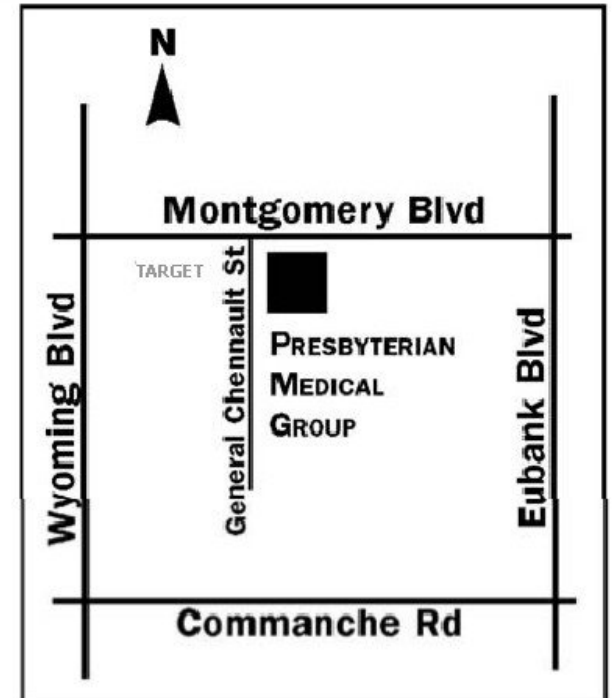 N
Montgomery Blvd
TARGET
General Chennault St
PRESBYTERIAN
MEDICAL
GROUP
Wyoming Blvd
Eubank Blvd
Commanche Rd